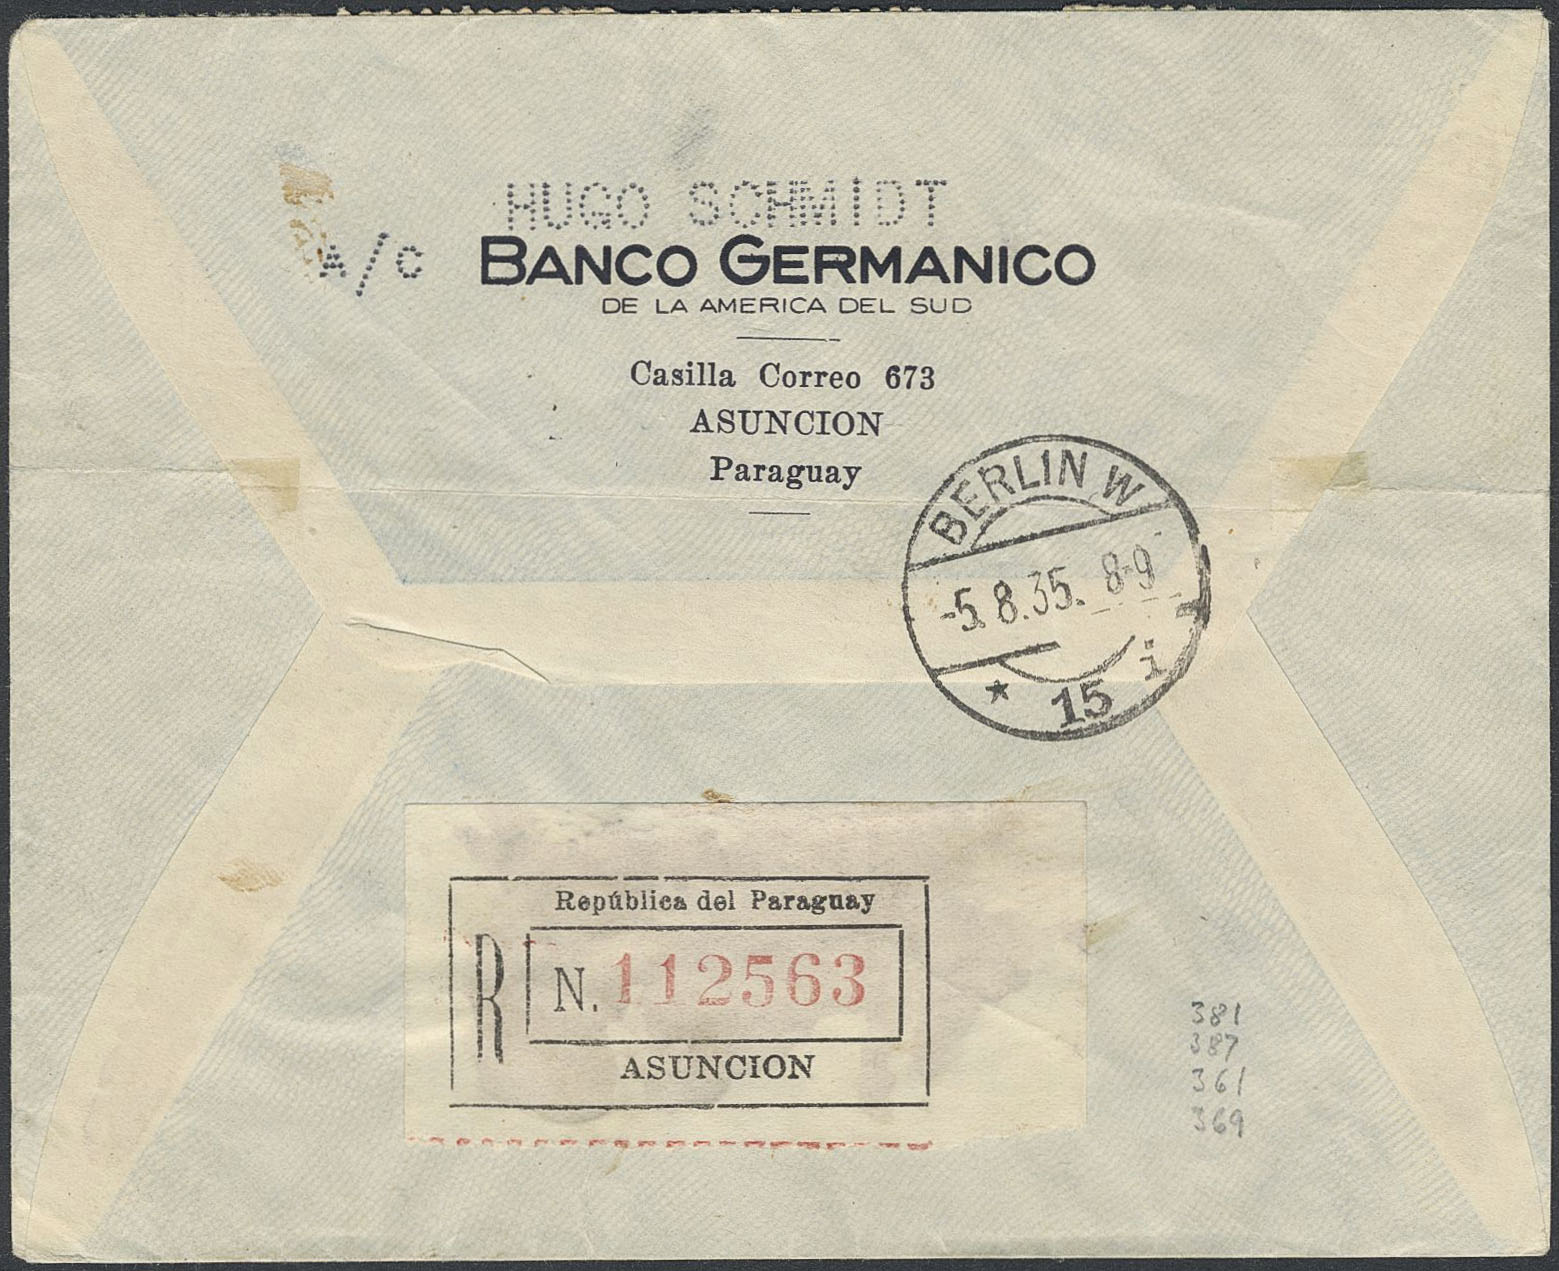 HUGO SCHMIDT
A/C BANCO GERMANICO
DE LA AMERICA DEL SUD
Casilla Correo 673
ASUNCION
Paraguay
BERLIN W
-5.8.35. 8-9
* 15 i
República del Paraguay
R N. 112563
ASUNCION
381
387
361
369